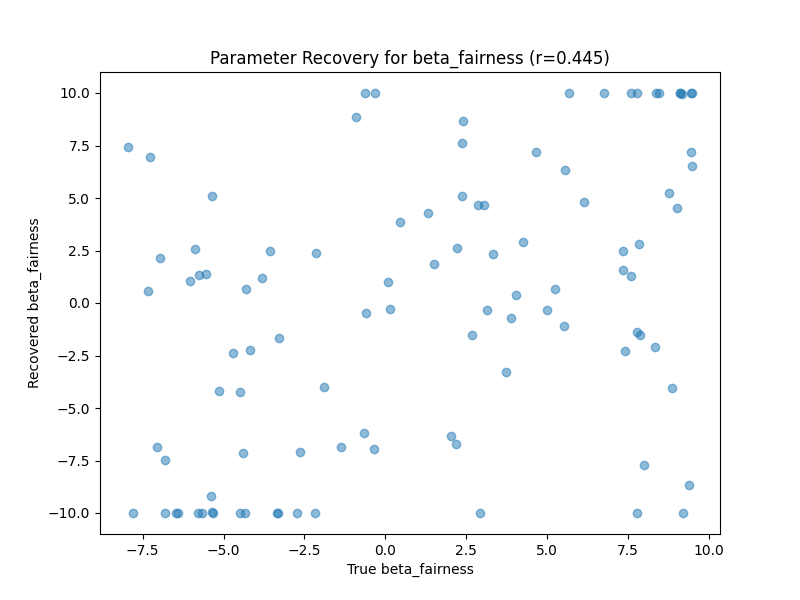 Parameter Recovery for beta_fairness (r=0.445)
10.0
7.5
5.0
2.5
0.0
−2.5
−5.0
−7.5
−10.0
Recovered beta_fairness
−7.5 −5.0 −2.5 0.0 2.5 5.0 7.5 10.0
True beta_fairness